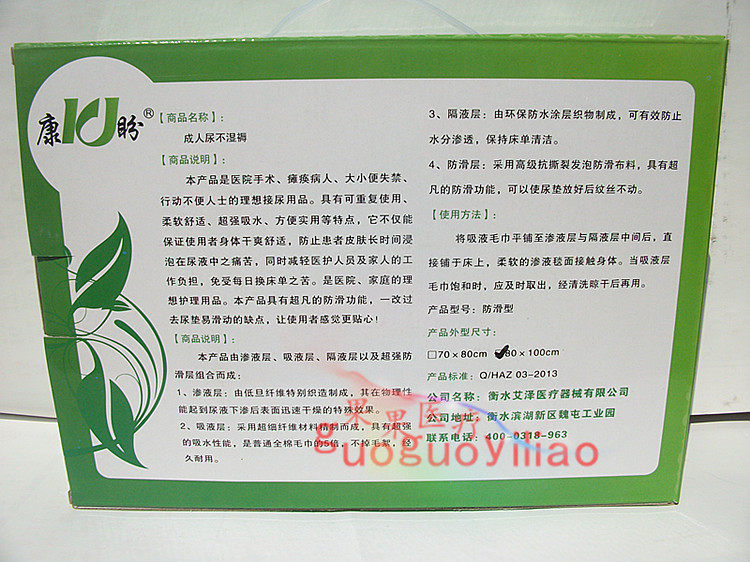 康盼®
【商品名称】:
成人尿不湿褥
【商品说明】:
本产品是医院手术、瘫痪病人、大小便失禁、
行动不便人士的理想接尿用品。具有可重复使用、
柔软舒适、超强吸水、方便实用等特点，它不仅能
保证使用者身体干爽舒适，防止患者皮肤长时间浸
泡在尿液中之痛苦，同时减轻医护人员及家人的工
作负担，免受每日换床单之苦。是医院、家庭的理
想护理用品。本产品具有超凡的防滑功能，一改过
去尿垫易滑动的缺点，让使用者感觉更贴心！
【商品说明】:
本产品由渗液层、吸液层、隔液层以及超强防
滑层组合而成：
1、渗液层：由低旦纤维特别织造制成，其在物理性
能起到尿液下渗后表面迅速干燥的特殊效果。
2、吸液层：采用超细纤维材料精制而成，具有超强
的吸水性能，是普通全棉毛巾的5倍，不掉毛絮，经
久耐用。
3、隔液层：由环保防水涂层织物制成，可有效防止
水分渗透，保持床单清洁。
4、防滑层：采用高级抗撕裂发泡防滑布料，具有超
凡的防滑功能，可以使尿垫放好后纹丝不动。
【使用方法】:
将吸液毛巾平铺至渗液层与隔液层中间后，直
接铺于床上，柔软的渗液毯面接触身体。当吸液层
毛巾饱和时，应及时取出，经清洗晾干后再用。
产品型号：防滑型
产品外型尺寸：
□70×80cm ✓80×100cm
产品标准：Q/HAZ 03-2013
公司名称：衡水艾泽医疗器械有限公司
公司地址：衡水滨湖新区魏屯工业园
联系电话：400-0318-963
果果医疗
guoguoyiliao